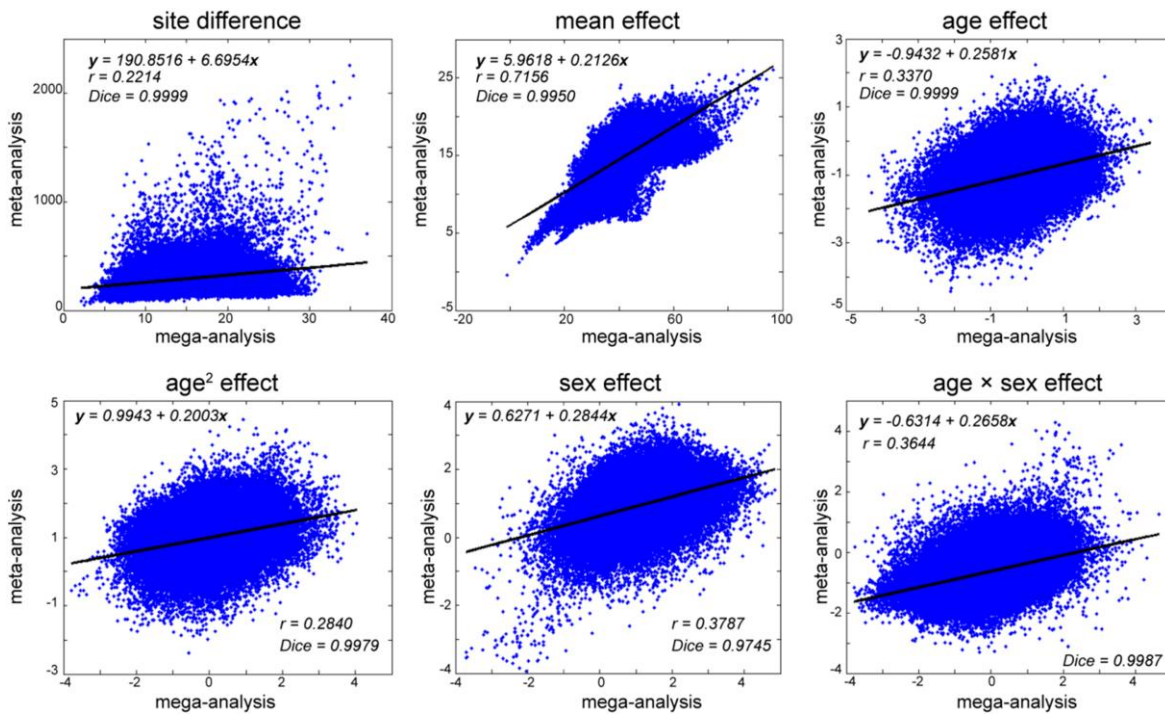 site difference
y = 190.8516 + 6.6954x
r = 0.2214
Dice = 0.9999
2000
1000
0
0 10 20 30 40
meta-analysis
mega-analysis
mean effect
y = 5.9618 + 0.2126x
r = 0.7156
Dice = 0.9950
25
15
5
-5
-20 20 60 100
meta-analysis
mega-analysis
age effect
y = -0.9432 + 0.2581x
r = 0.3370
Dice = 0.9999
3
1
-1
-3
-5
-5 -3 -1 1 3
meta-analysis
mega-analysis
age² effect
y = 0.9943 + 0.2003x
5
3
1
-1
-3
r = 0.2840
Dice = 0.9979
-4 -2 0 2 4
meta-analysis
mega-analysis
sex effect
y = 0.6271 + 0.2844x
4
2
0
-2
-4
r = 0.3787
Dice = 0.9745
-4 -2 0 2 4
meta-analysis
mega-analysis
age × sex effect
y = -0.6314 + 0.2658x
r = 0.3644
4
2
0
-2
-4
Dice = 0.9987
-4 -2 0 2 4
meta-analysis
mega-analysis